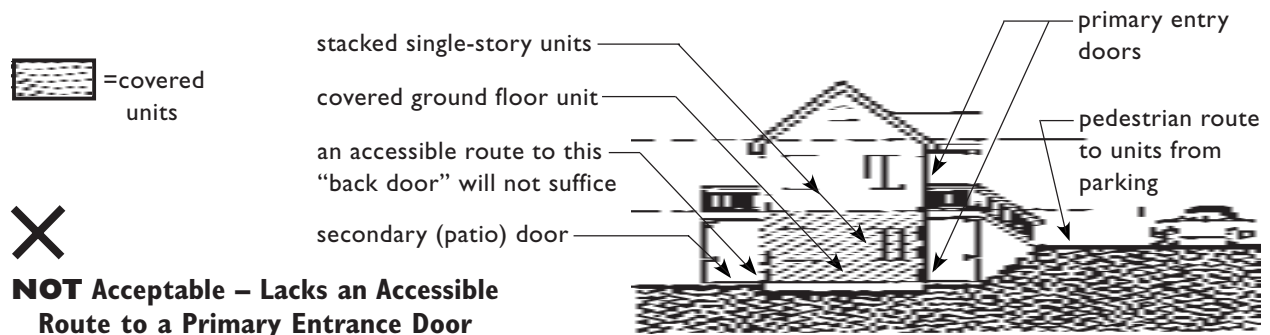 =covered
units
stacked single-story units
covered ground floor unit
an accessible route to this
“back door” will not suffice
secondary (patio) door
primary entry
doors
pedestrian route
to units from
parking
NOT Acceptable – Lacks an Accessible
Route to a Primary Entrance Door